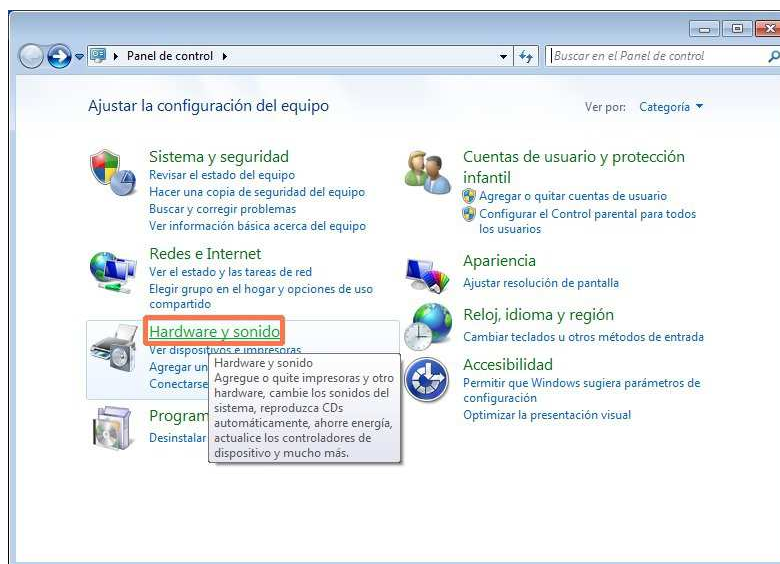 Panel de control
Buscar en el Panel de control
Ajustar la configuración del equipo
Ver por: Categoría
Sistema y seguridad
Revisar el estado del equipo
Hacer una copia de seguridad del equipo
Buscar y corregir problemas
Ver información básica acerca del equipo
Redes e Internet
Ver el estado y las tareas de red
Elegir grupo en el hogar y opciones de uso
compartido
Hardware y sonido
Ver dispositivos e impresoras
Agregar un
Conectarse
Hardware y sonido
Agregue o quite impresoras y otro
hardware, cambie los sonidos del
sistema, reproduzca CDs
automáticamente, ahorre energía,
actualice los controladores de
dispositivo y mucho más.
Program
Desinstalar
Cuentas de usuario y protección
infantil
Agregar o quitar cuentas de usuario
Configurar el Control parental para todos
los usuarios
Apariencia
Ajustar resolución de pantalla
Reloj, idioma y región
Cambiar teclados u otros métodos de entrada
Accesibilidad
Permitir que Windows sugiera parámetros de
configuración
Optimizar la presentación visual